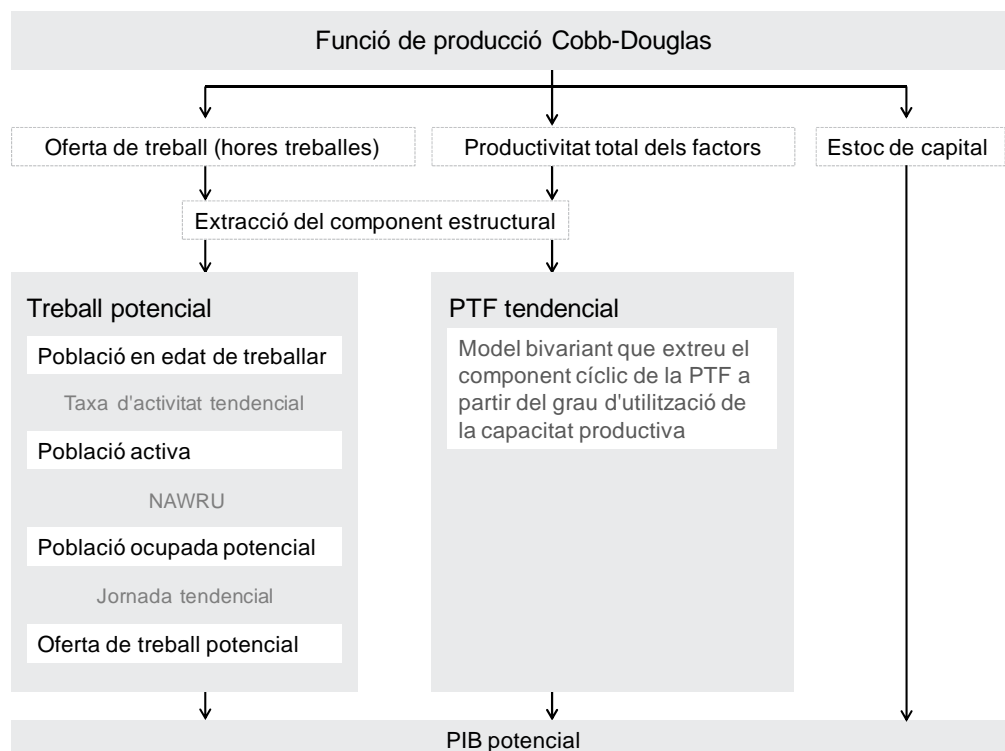 Funció de producció Cobb-Douglas
Oferta de treball (hores treballes)
Productivitat total dels factors
Estoc de capital
Extracció del component estructural
Treball potencial
Població en edat de treballar
Taxa d'activitat tendencial
Població activa
NAWRU
Població ocupada potencial
Jornada tendencial
Oferta de treball potencial
PTF tendencial
Model bivariant que extreu el
component cíclic de la PTF a
partir del grau d'utilització de
la capacitat productiva
PIB potencial